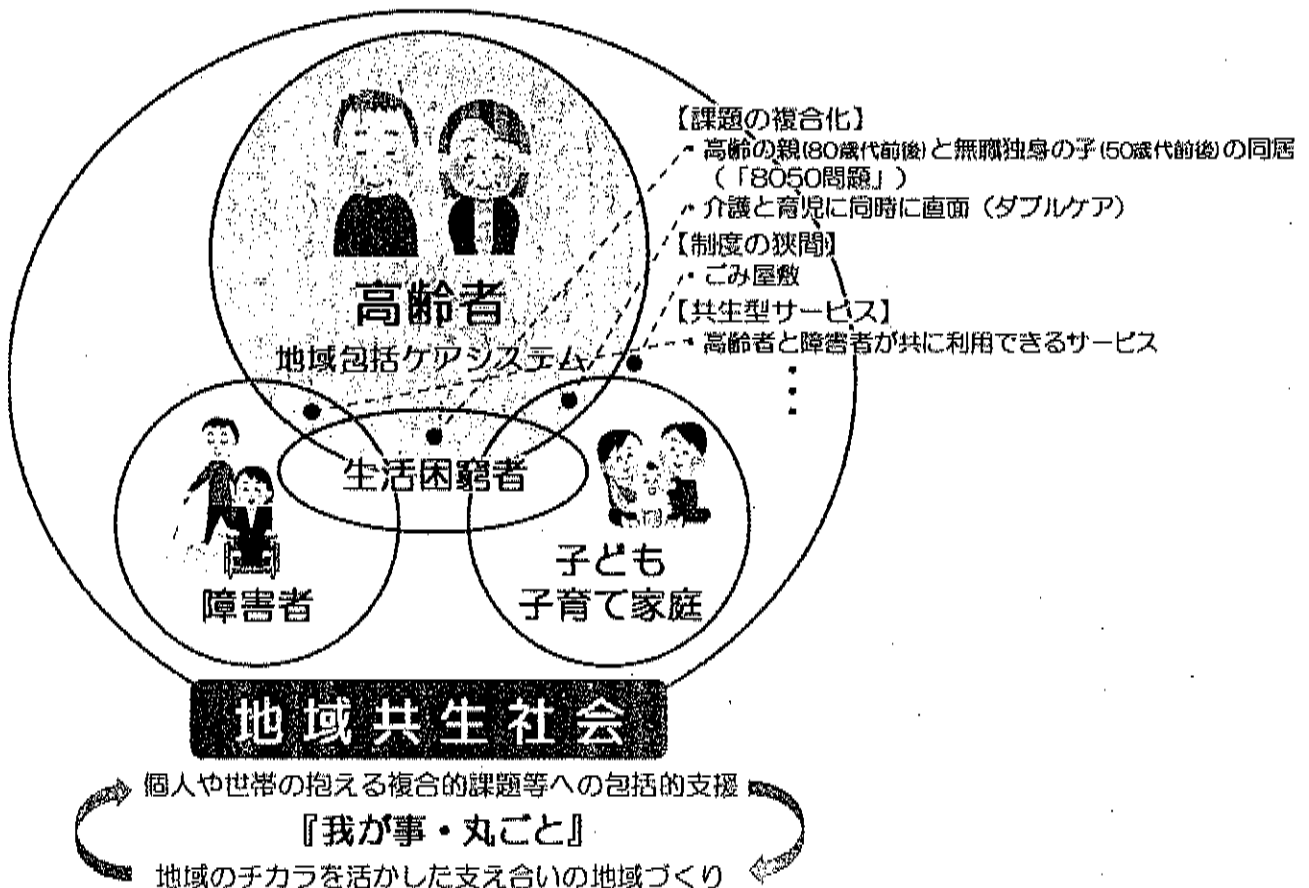 【課題の複合化】
・高齢の親(80歳代前後)と無職独身の子(50歳代前後)の同居
(「8050問題」)
・介護と育児に同時に直面(ダブルケア)
【制度の狭間】
・ごみ屋敷
【共生型サービス】
・高齢者と障害者が共に利用できるサービス
・
・
・
高齢者
地域包括ケアシステム
生活困窮者
障害者
子ども
子育て家庭
地域共生社会
個人や世帯の抱える複合的課題等への包括的支援
『我が事・丸ごと』
地域のチカラを活かした支え合いの地域づくり